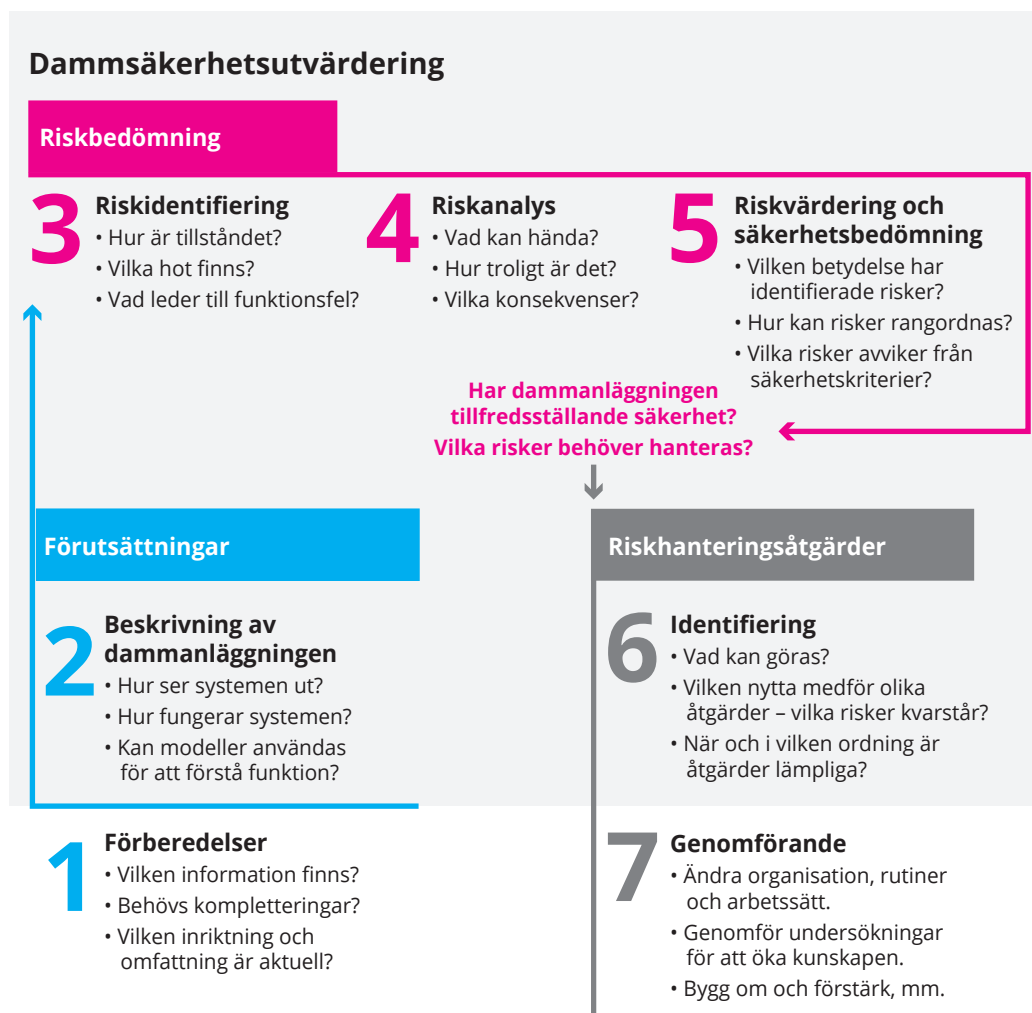 Dammsäkerhetsutvärdering
Riskbedömning
3
Riskidentifiering
• Hur är tillståndet?
• Vilka hot finns?
• Vad leder till funktionsfel?
4
Riskanalys
• Vad kan hända?
• Hur troligt är det?
• Vilka konsekvenser?
5
Riskvärdering och
säkerhetsbedömning
• Vilken betydelse har
identifierade risker?
• Hur kan risker rangordnas?
• Vilka risker avviker från
säkerhetskriterier?
Har dammanläggningen
tillfredsställande säkerhet?
Vilka risker behöver hanteras?
Förutsättningar
2
Beskrivning av
dammanläggningen
• Hur ser systemen ut?
• Hur fungerar systemen?
• Kan modeller användas
för att förstå funktion?
1
Förberedelser
• Vilken information finns?
• Behövs kompletteringar?
• Vilken inriktning och
omfattning är aktuell?
Riskhanteringsåtgärder
6
Identifiering
• Vad kan göras?
• Vilken nytta medför olika
åtgärder – vilka risker kvarstår?
• När och i vilken ordning är
åtgärder lämpliga?
7
Genomförande
• Ändra organisation, rutiner
och arbetssätt.
• Genomför undersökningar
för att öka kunskapen.
• Bygg om och förstärk, mm.